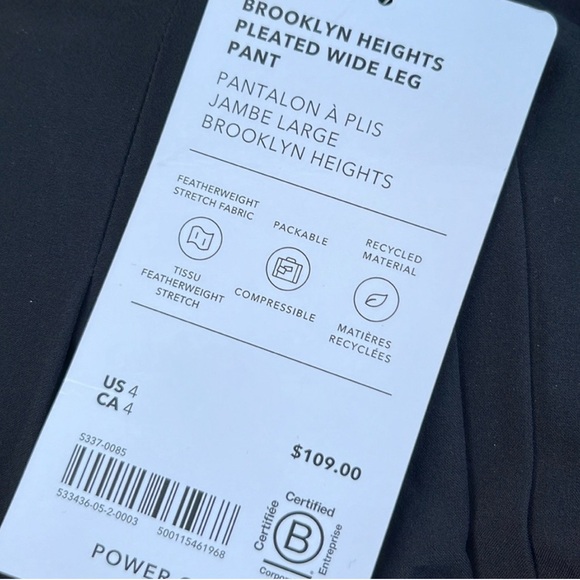 BROOKLYN HEIGHTS
PLEATED WIDE LEG
PANT
PANTALON À PLIS
JAMBE LARGE
BROOKLYN HEIGHTS
FEATHERWEIGHT
STRETCH FABRIC
TISSU
FEATHERWEIGHT
STRETCH
PACKABLE
COMPRESSIBLE
RECYCLED
MATERIAL
MATIÈRES
RECYCLÉES
US 4
CA 4
$109.00
S337-0085
533436-05-2-0003
500115461968
Certified
Certifiée
B
Entreprise
POWER